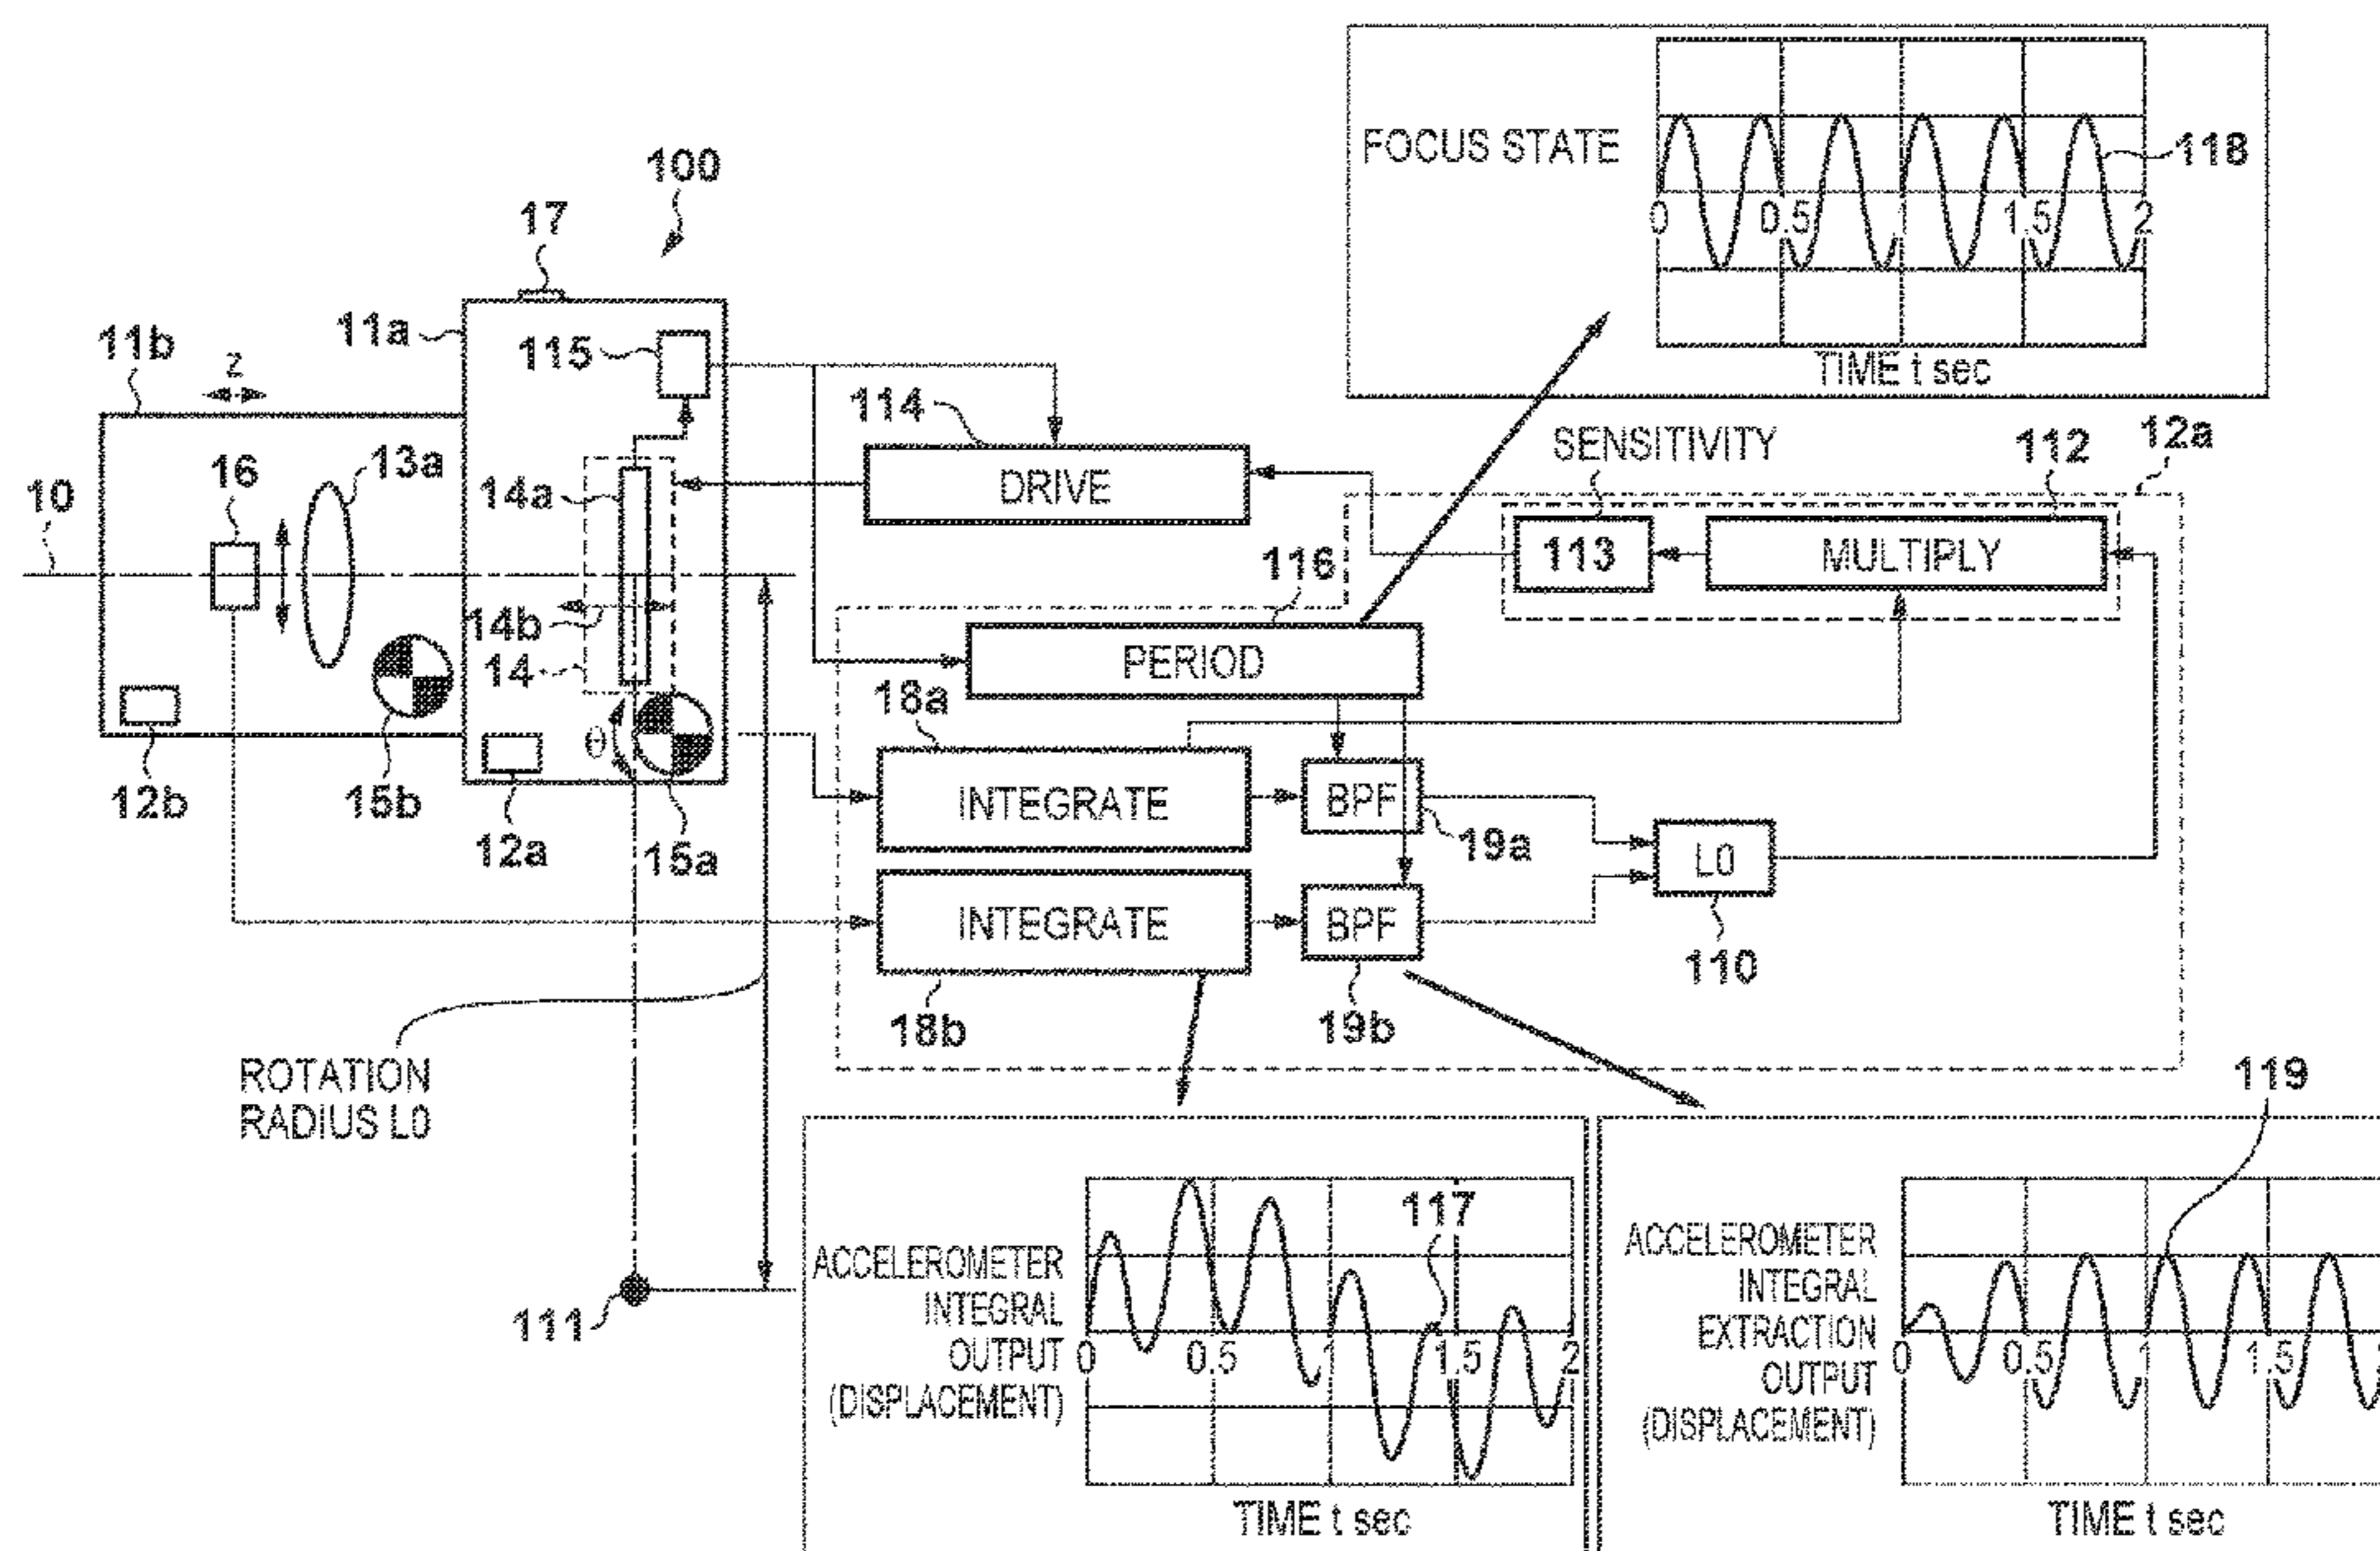 100
17
11b
z
11a
115
10
16
13a
14a
14b
14
θ
12b
15b
12a
15a
ROTATION
RADIUS L0
111
114
DRIVE
116
PERIOD
SENSITIVITY
113
112
MULTIPLY
12a
18a
INTEGRATE
BPF
19a
INTEGRATE
18b
BPF
19b
L0
110
FOCUS STATE
118
0 0.5 1 1.5 2
TIME t sec
ACCELEROMETER
INTEGRAL
OUTPUT
(DISPLACEMENT)
117
0 0.5 1 1.5 2
TIME t sec
ACCELEROMETER
INTEGRAL
EXTRACTION
OUTPUT
(DISPLACEMENT)
119
0 0.5 1 1.5
TIME t sec